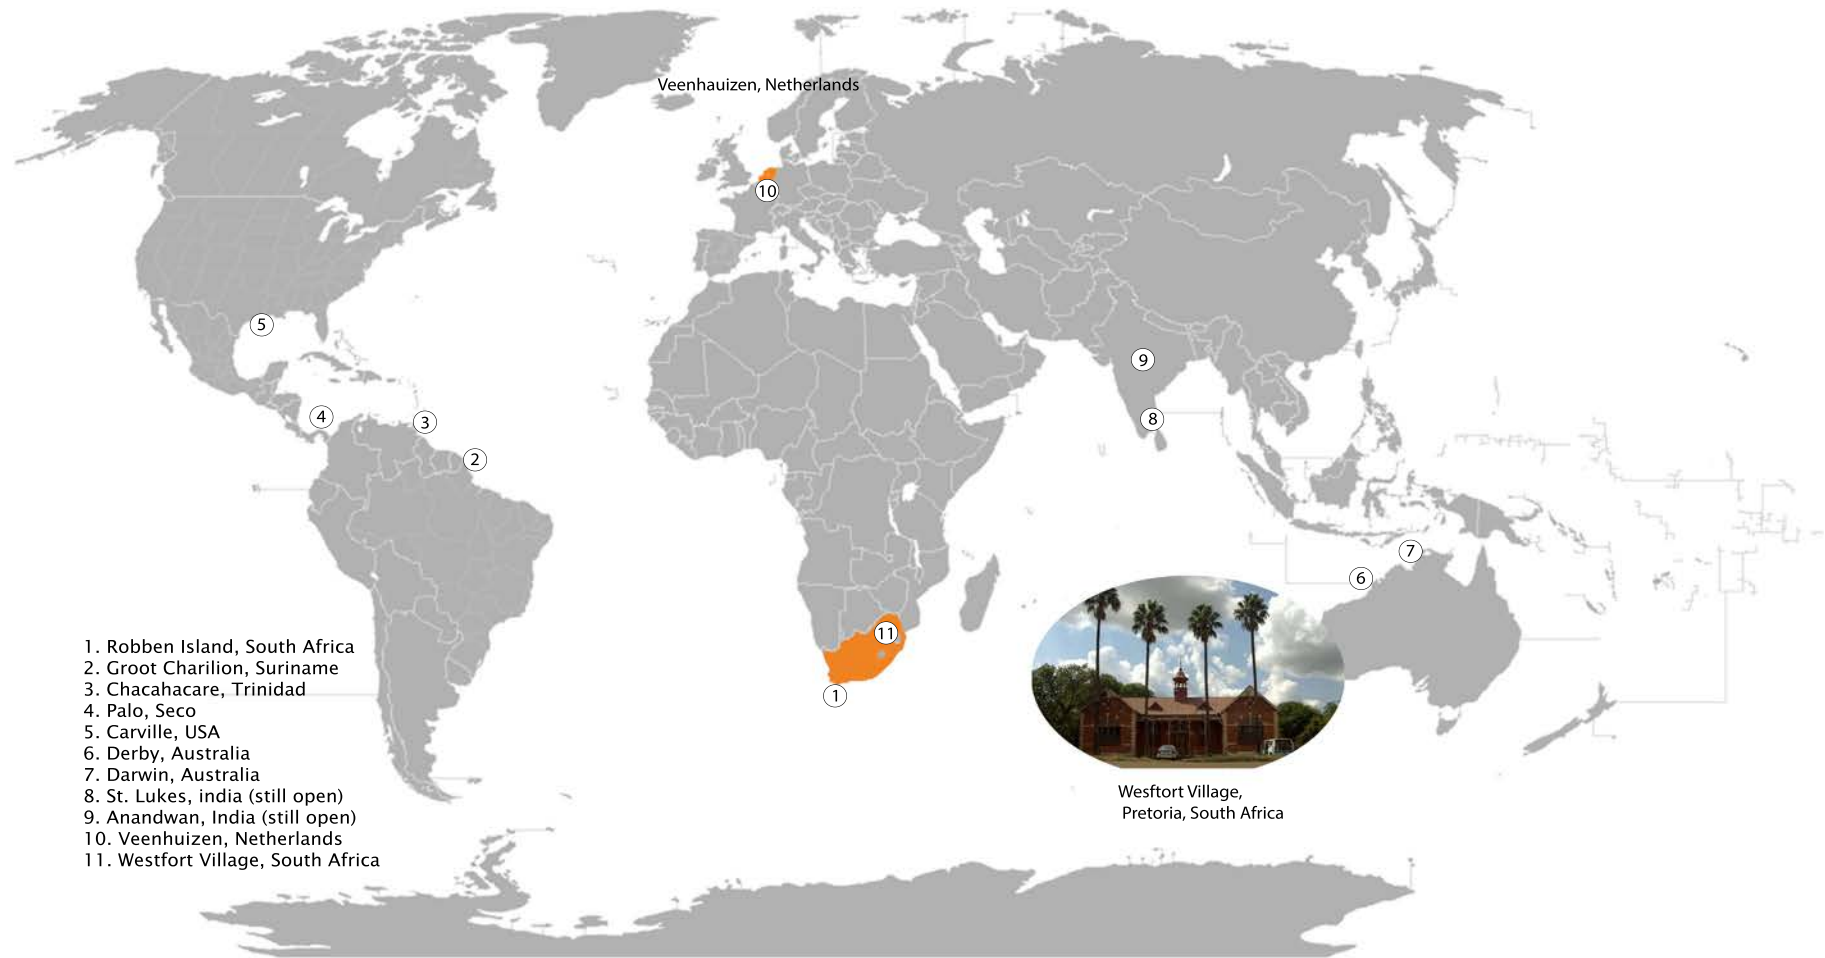 Veenhauizen, Netherlands
10
5
9
4
3
8
2
7
6
11
1
1. Robben Island, South Africa
2. Groot Charilion, Suriname
3. Chacahacare, Trinidad
4. Palo, Seco
5. Carville, USA
6. Derby, Australia
7. Darwin, Australia
8. St. Lukes, india (still open)
9. Anandwan, India (still open)
10. Veenhuizen, Netherlands
11. Westfort Village, South Africa
Wesftort Village,
Pretoria, South Africa